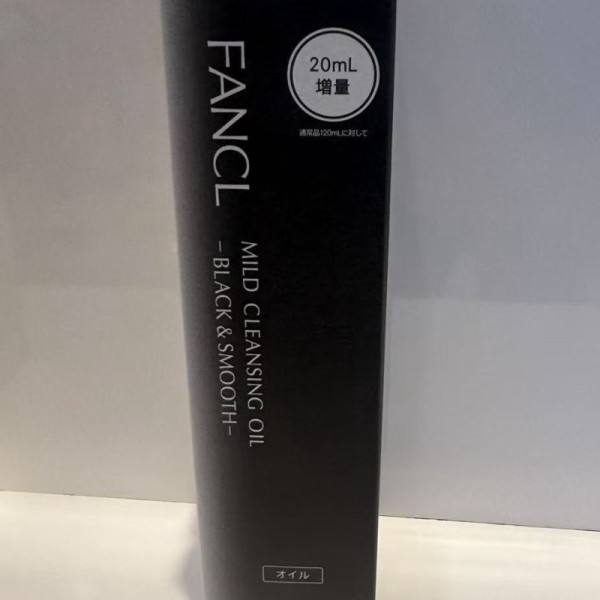 FANCL
20mL
増量
通常品120mLに対して
MILD CLEANSING OIL
-BLACK & SMOOTH-
オイル